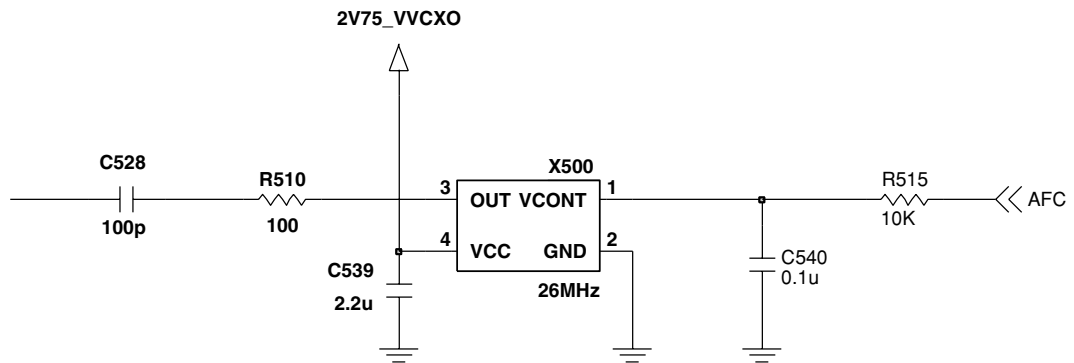 2V75_VVCXO
C528
100p
R510
100
X500
3
OUT VCONT
1
4
VCC GND
2
26MHz
C539
2.2u
R515
10K
AFC
C540
0.1u